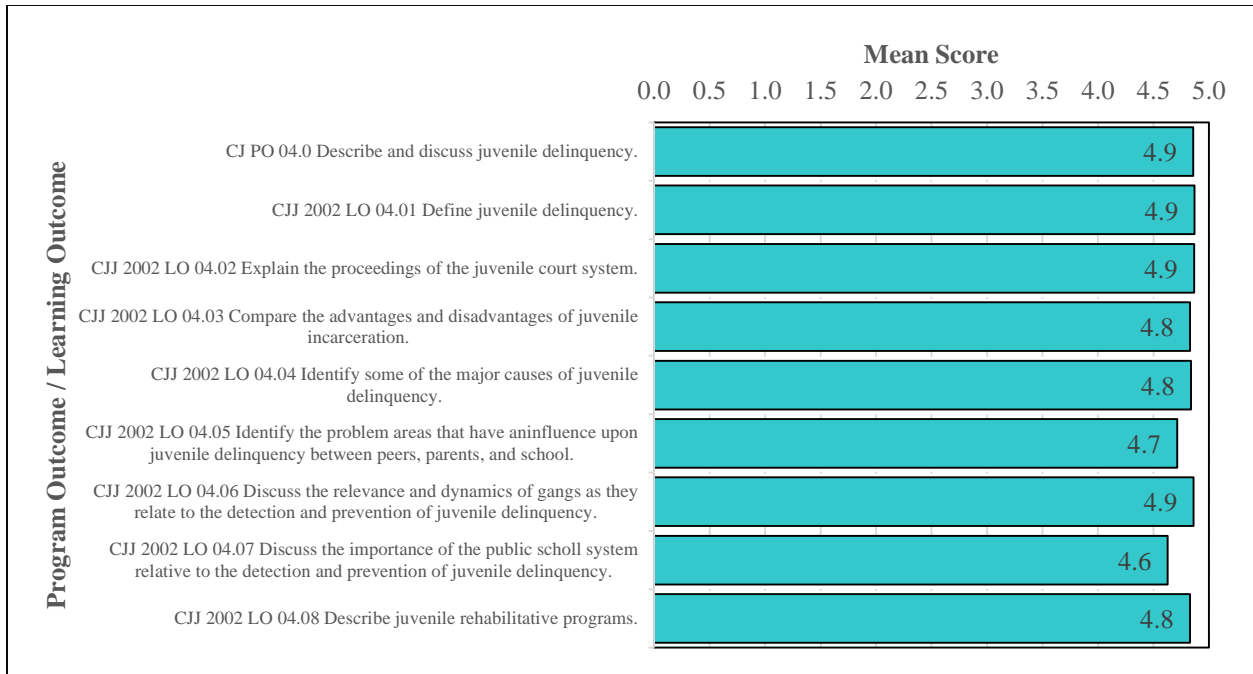 Mean Score
0.0 0.5 1.0 1.5 2.0 2.5 3.0 3.5 4.0 4.5 5.0
Program Outcome / Learning Outcome
CJ PO 04.0 Describe and discuss juvenile delinquency.
4.9
CJJ 2002 LO 04.01 Define juvenile delinquency.
4.9
CJJ 2002 LO 04.02 Explain the proceedings of the juvenile court system.
4.9
CJJ 2002 LO 04.03 Compare the advantages and disadvantages of juvenile
incarceration.
4.8
CJJ 2002 LO 04.04 Identify some of the major causes of juvenile
delinquency.
4.8
CJJ 2002 LO 04.05 Identify the problem areas that have aninfluence upon
juvenile delinquency between peers, parents, and school.
4.7
CJJ 2002 LO 04.06 Discuss the relevance and dynamics of gangs as they
relate to the detection and prevention of juvenile delinquency.
4.9
CJJ 2002 LO 04.07 Discuss the importance of the public scholl system
relative to the detection and prevention of juvenile delinquency.
4.6
CJJ 2002 LO 04.08 Describe juvenile rehabilitative programs.
4.8